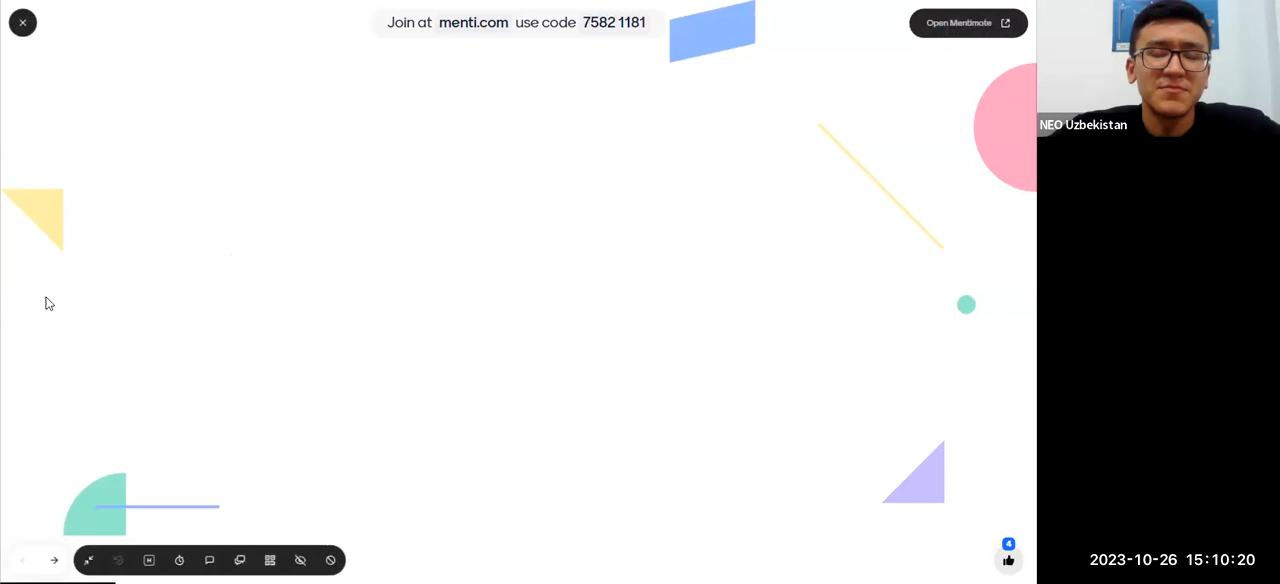 Join at menti.com use code 7582 1181
Open Mentimote
NEO Uzbekistan
4
2023-10-26 15:10:20